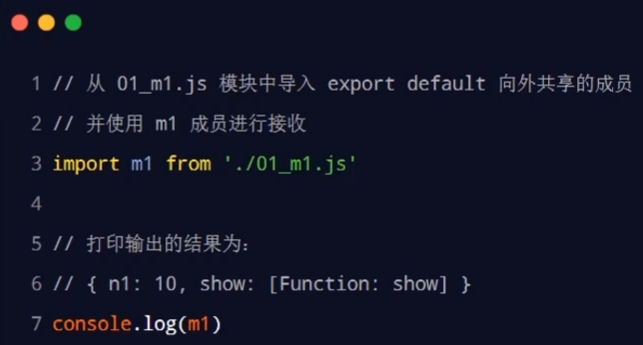 1 // 从 01_m1.js 模块中导入 export default 向外共享的成员
2 // 并使用 m1 成员进行接收
3 import m1 from './01_m1.js'
4
5 // 打印输出的结果为：
6 // { n1: 10, show: [Function: show] }
7 console.log(m1)